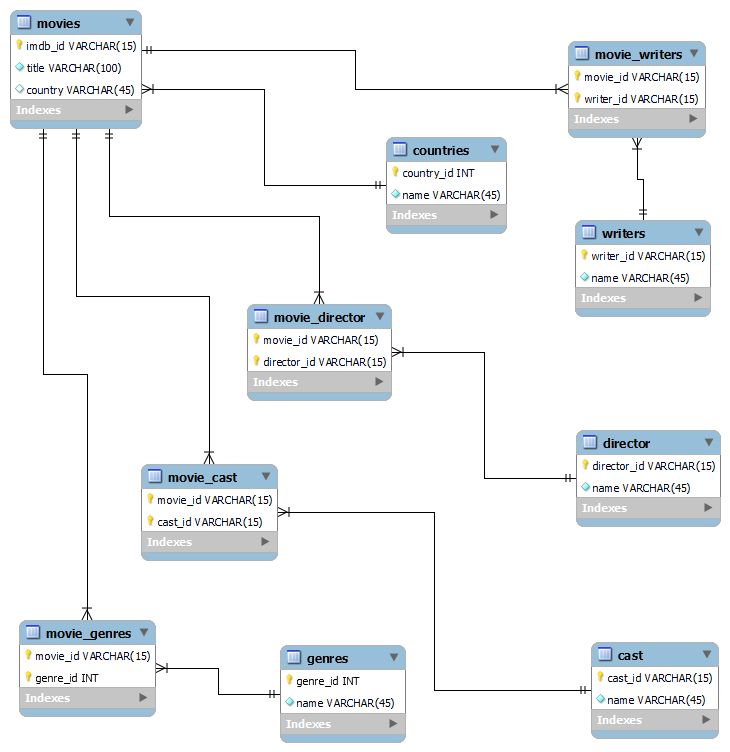 movies
imdb_id VARCHAR(15)
title VARCHAR(100)
country VARCHAR(45)
Indexes
movie_writers
movie_id VARCHAR(15)
writer_id VARCHAR(15)
Indexes
countries
country_id INT
name VARCHAR(45)
Indexes
writers
writer_id VARCHAR(15)
name VARCHAR(45)
Indexes
movie_director
movie_id VARCHAR(15)
director_id VARCHAR(15)
Indexes
director
director_id VARCHAR(15)
name VARCHAR(45)
Indexes
movie_cast
movie_id VARCHAR(15)
cast_id VARCHAR(15)
Indexes
movie_genres
movie_id VARCHAR(15)
genre_id INT
Indexes
genres
genre_id INT
name VARCHAR(45)
Indexes
cast
cast_id VARCHAR(15)
name VARCHAR(45)
Indexes